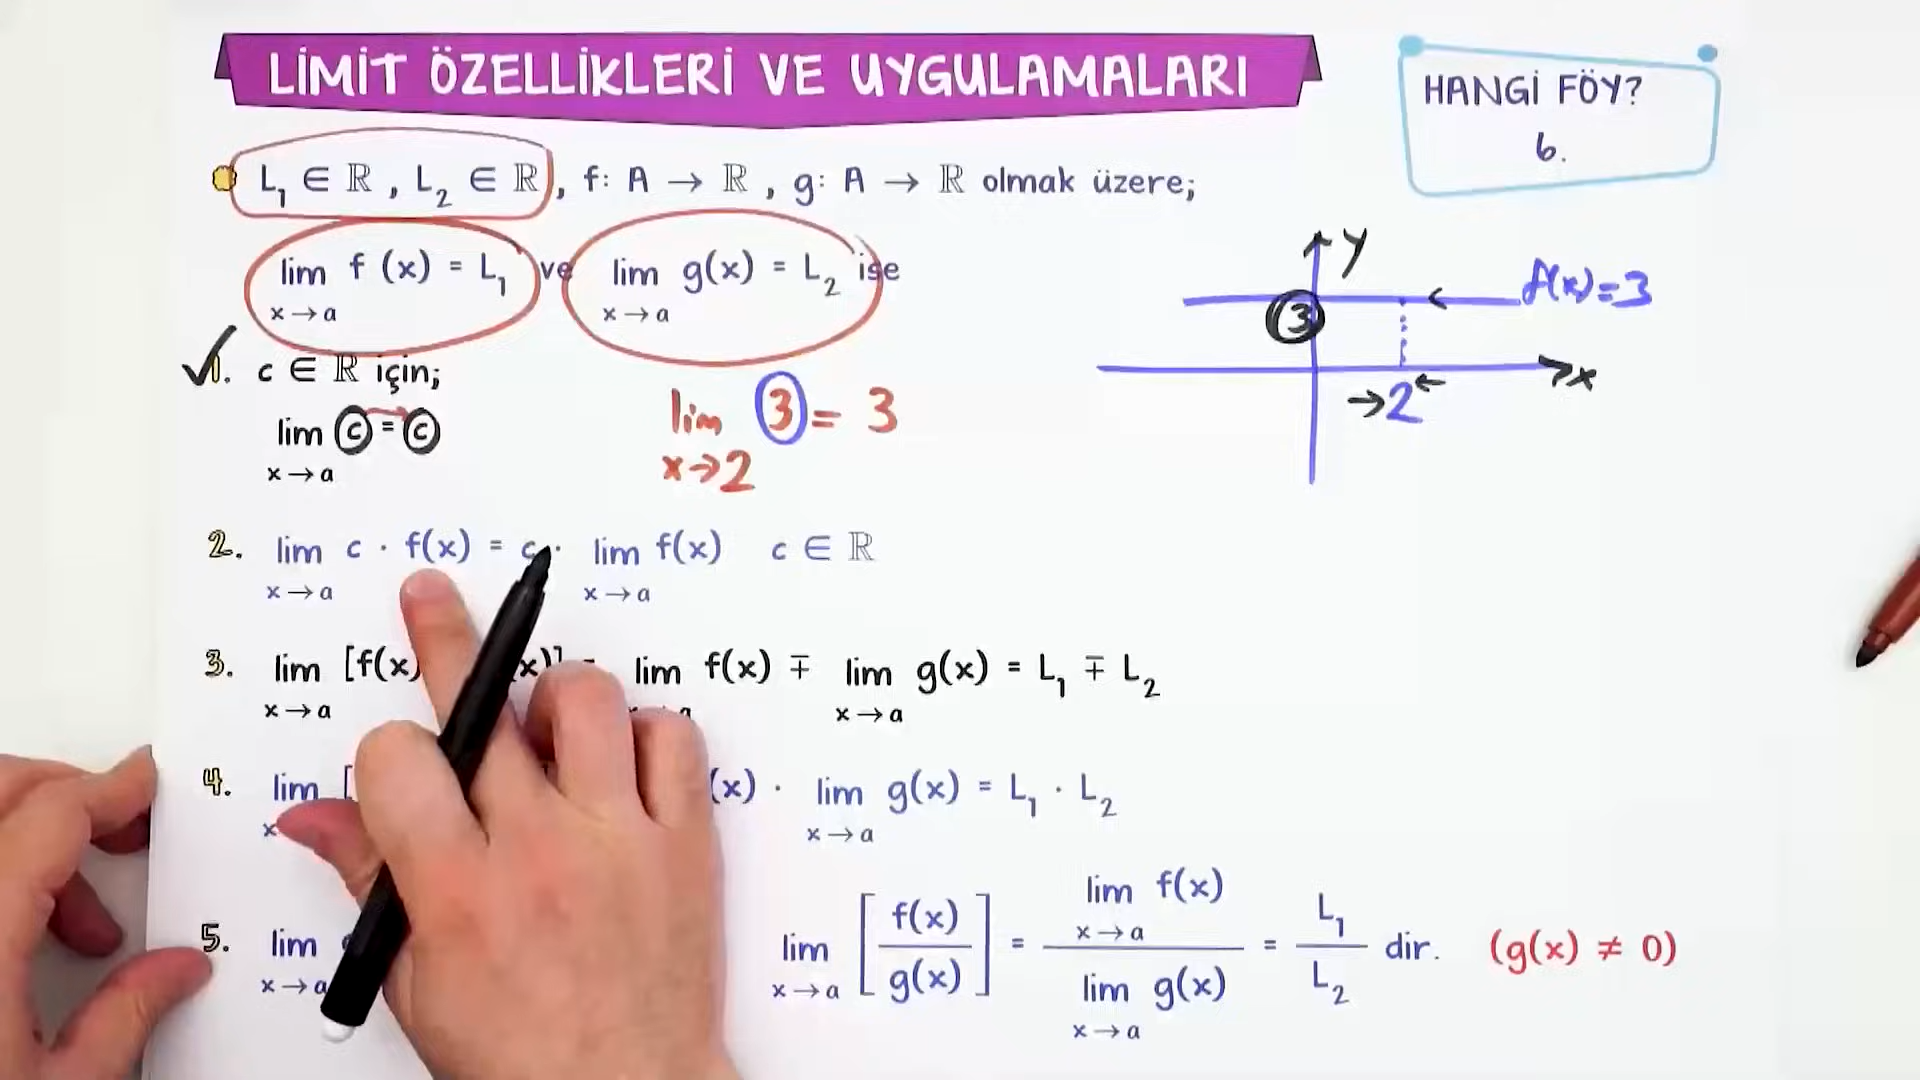 LİMİT ÖZELLİKLERİ VE UYGULAMALARI
HANGİ FÖY?
6.
L₁ ∈ ℝ , L₂ ∈ ℝ , f: A → ℝ , g: A → ℝ olmak üzere;
lim f (x) = L₁ ve lim g(x) = L₂ ise
x → a x → a
y
f(x)=3
3
x
→2←
1. c ∈ ℝ için;
lim c = c
x → a
lim 3 = 3
x→2
2. lim c · f(x) = c · lim f(x) c ∈ ℝ
x → a x → a
3. lim [f(x) x)] = lim f(x) ∓ lim g(x) = L₁ ∓ L₂
x → a x → a
4. lim [ (x) · lim g(x) = L₁ · L₂
x x → a
5. lim
x → a
lim [f(x) / g(x)] = lim f(x) / lim g(x) = L₁ / L₂ dir. (g(x) ≠ 0)
x → a x → a x → a